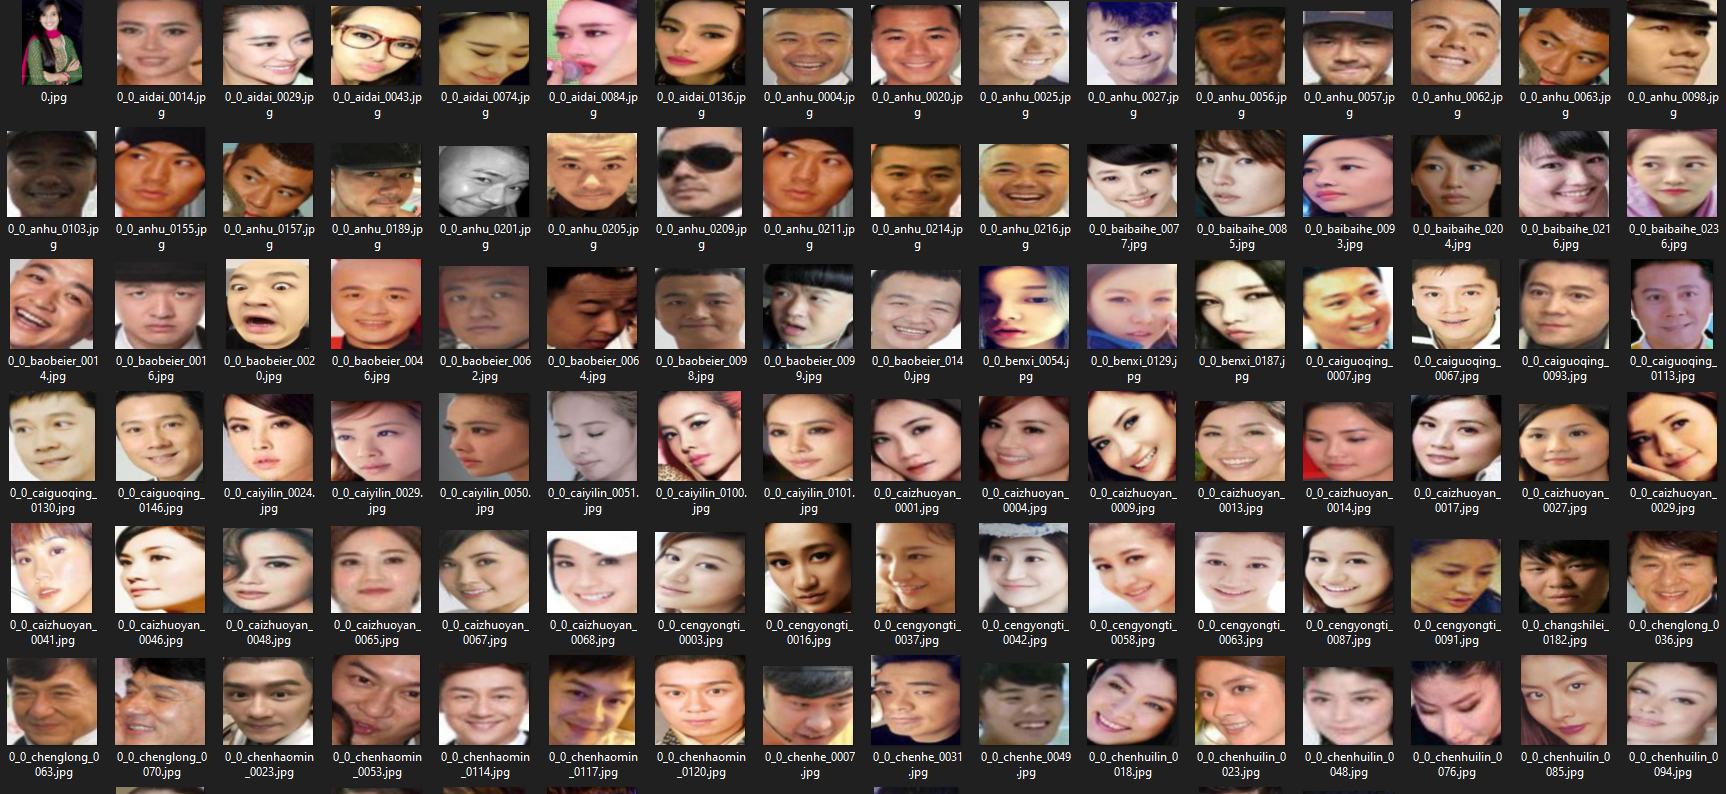 0.jpg
0_0_aidai_0014.jp
g
0_0_aidai_0029.jp
g
0_0_aidai_0043.jp
g
0_0_aidai_0074.jp
g
0_0_aidai_0084.jp
g
0_0_aidai_0136.jp
g
0_0_anhu_0004.jp
g
0_0_anhu_0020.jp
g
0_0_anhu_0025.jp
g
0_0_anhu_0027.jp
g
0_0_anhu_0056.jp
g
0_0_anhu_0057.jp
g
0_0_anhu_0062.jp
g
0_0_anhu_0063.jp
g
0_0_anhu_0098.jp
g
0_0_anhu_0103.jp
g
0_0_anhu_0155.jp
g
0_0_anhu_0157.jp
g
0_0_anhu_0189.jp
g
0_0_anhu_0201.jp
g
0_0_anhu_0205.jp
g
0_0_anhu_0209.jp
g
0_0_anhu_0211.jp
g
0_0_anhu_0214.jp
g
0_0_anhu_0216.jp
g
0_0_baibaihe_007
7.jpg
0_0_baibaihe_008
5.jpg
0_0_baibaihe_009
3.jpg
0_0_baibaihe_020
4.jpg
0_0_baibaihe_021
6.jpg
0_0_baibaihe_023
6.jpg
0_0_baobeier_001
4.jpg
0_0_baobeier_001
6.jpg
0_0_baobeier_002
0.jpg
0_0_baobeier_004
6.jpg
0_0_baobeier_006
2.jpg
0_0_baobeier_006
4.jpg
0_0_baobeier_009
8.jpg
0_0_baobeier_009
9.jpg
0_0_baobeier_014
0.jpg
0_0_benxi_0054.j
pg
0_0_benxi_0129.j
pg
0_0_benxi_0187.j
pg
0_0_caiguoqing_
0007.jpg
0_0_caiguoqing_
0067.jpg
0_0_caiguoqing_
0093.jpg
0_0_caiguoqing_
0113.jpg
0_0_caiguoqing_
0130.jpg
0_0_caiguoqing_
0146.jpg
0_0_caiyilin_0024.
jpg
0_0_caiyilin_0029.
jpg
0_0_caiyilin_0050.
jpg
0_0_caiyilin_0051.
jpg
0_0_caiyilin_0100.
jpg
0_0_caiyilin_0101.
jpg
0_0_caizhuoyan_
0001.jpg
0_0_caizhuoyan_
0004.jpg
0_0_caizhuoyan_
0009.jpg
0_0_caizhuoyan_
0013.jpg
0_0_caizhuoyan_
0014.jpg
0_0_caizhuoyan_
0017.jpg
0_0_caizhuoyan_
0027.jpg
0_0_caizhuoyan_
0029.jpg
0_0_caizhuoyan_
0041.jpg
0_0_caizhuoyan_
0046.jpg
0_0_caizhuoyan_
0048.jpg
0_0_caizhuoyan_
0065.jpg
0_0_caizhuoyan_
0067.jpg
0_0_caizhuoyan_
0068.jpg
0_0_cengyongti_
0003.jpg
0_0_cengyongti_
0016.jpg
0_0_cengyongti_
0037.jpg
0_0_cengyongti_
0042.jpg
0_0_cengyongti_
0058.jpg
0_0_cengyongti_
0063.jpg
0_0_cengyongti_
0087.jpg
0_0_cengyongti_
0091.jpg
0_0_changshilei_
0182.jpg
0_0_chenglong_0
036.jpg
0_0_chenglong_0
063.jpg
0_0_chenglong_0
070.jpg
0_0_chenhaomin
_0023.jpg
0_0_chenhaomin
_0053.jpg
0_0_chenhaomin
_0114.jpg
0_0_chenhaomin
_0117.jpg
0_0_chenhaomin
_0120.jpg
0_0_chenhe_0007
.jpg
0_0_chenhe_0031
.jpg
0_0_chenhe_0049
.jpg
0_0_chenhuilin_0
018.jpg
0_0_chenhuilin_0
023.jpg
0_0_chenhuilin_0
048.jpg
0_0_chenhuilin_0
076.jpg
0_0_chenhuilin_0
085.jpg
0_0_chenhuilin_0
094.jpg